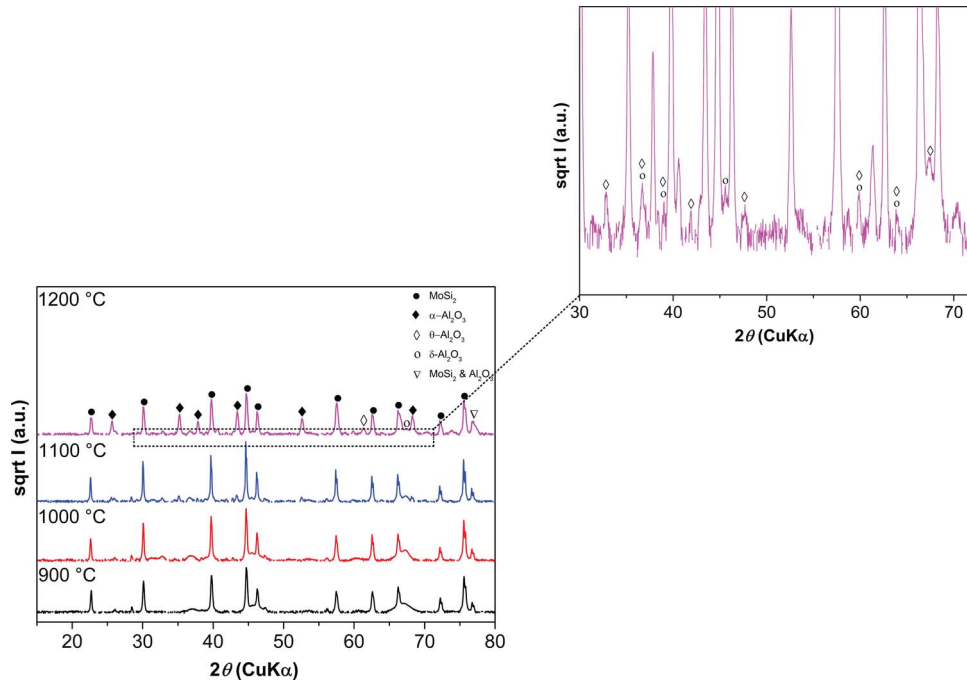 sqrt I (a.u.)
◊
◊
o
◊
o
◊
o
◊
◊
o
◊
o
◊
30 40 50 60 70
2θ (CuKα)
1200 °C
● MoSi₂
◆ α–Al₂O₃
◊ θ–Al₂O₃
o δ-Al₂O₃
▽ MoSi₂ & Al₂O₃
1100 °C
1000 °C
900 °C
sqrt I (a.u.)
20 30 40 50 60 70 80
2θ (CuKα)